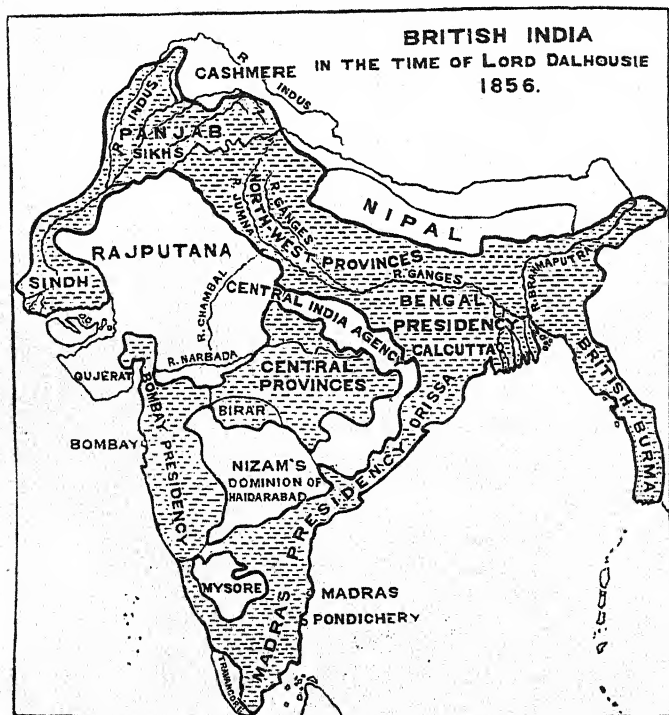 BRITISH INDIA
IN THE TIME OF LORD DALHOUSIE
1856.
CASHMERE
R. INDUS
R. INDUS
PANJAB
SIKHS
NIPAL
R. GANGES
R. JUMNA
NORTH-WEST
PROVINCES
RAJPUTANA
SINDH
R. CHAMBAL
R. GANGES
R. BRAHMAPUTRA
BENGAL
PRESIDENCY
CALCUTTA
CENTRAL INDIA AGENCY
R. NARBADA
CENTRAL
PROVINCES
GUJERAT
BOMBAY PRESIDENCY
BIRAR
ORISSA
BRITISH BURMA
BOMBAY
NIZAM'S
DOMINION OF
HAIDARABAD
MADRAS PRESIDENCY
MYSORE
MADRAS
PONDICHERY
TRAVANCORE